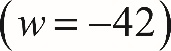 (w = −42)